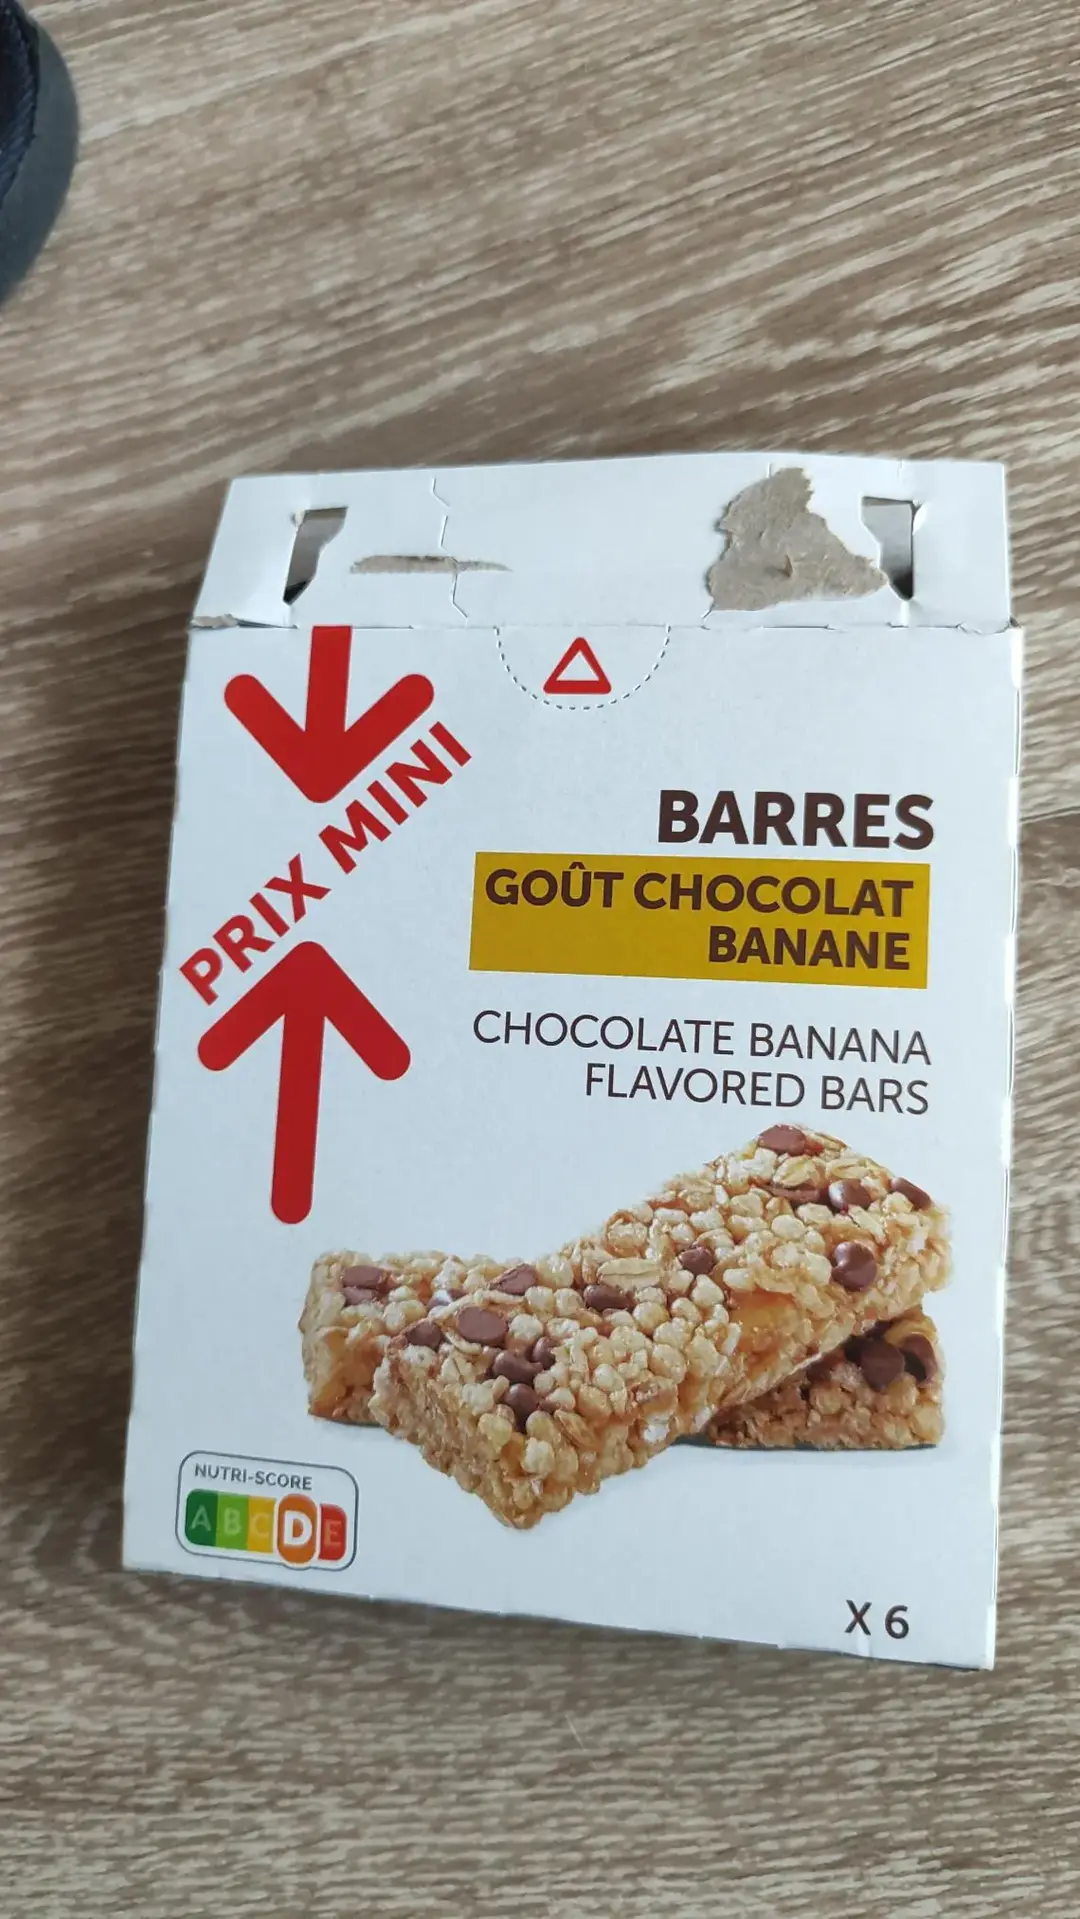 PRIX MINI
BARRES
GOÛT CHOCOLAT
BANANE
CHOCOLATE BANANA
FLAVORED BARS
NUTRI-SCORE
A B C D E
X 6